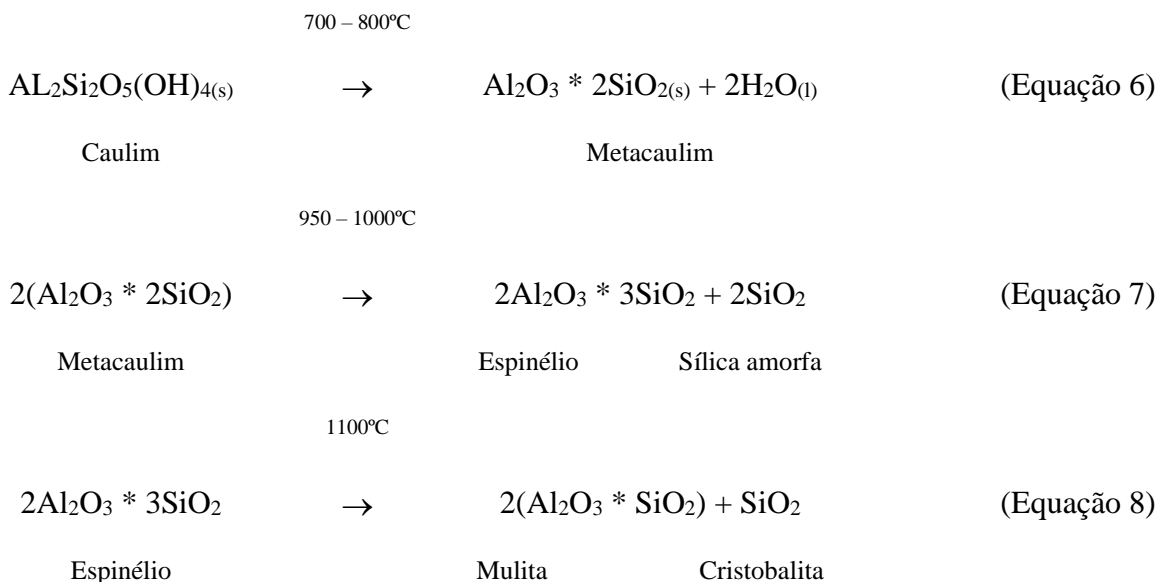 700 – 800ºC
AL₂Si₂O₅(OH)₄₍ₛ₎ → Al₂O₃ * 2SiO₂₍ₛ₎ + 2H₂O₍ₗ₎ (Equação 6)
Caulim Metacaulim
950 – 1000ºC
2(Al₂O₃ * 2SiO₂) → 2Al₂O₃ * 3SiO₂ + 2SiO₂ (Equação 7)
Metacaulim Espinélio Sílica amorfa
1100ºC
2Al₂O₃ * 3SiO₂ → 2(Al₂O₃ * SiO₂) + SiO₂ (Equação 8)
Espinélio Mulita Cristobalita